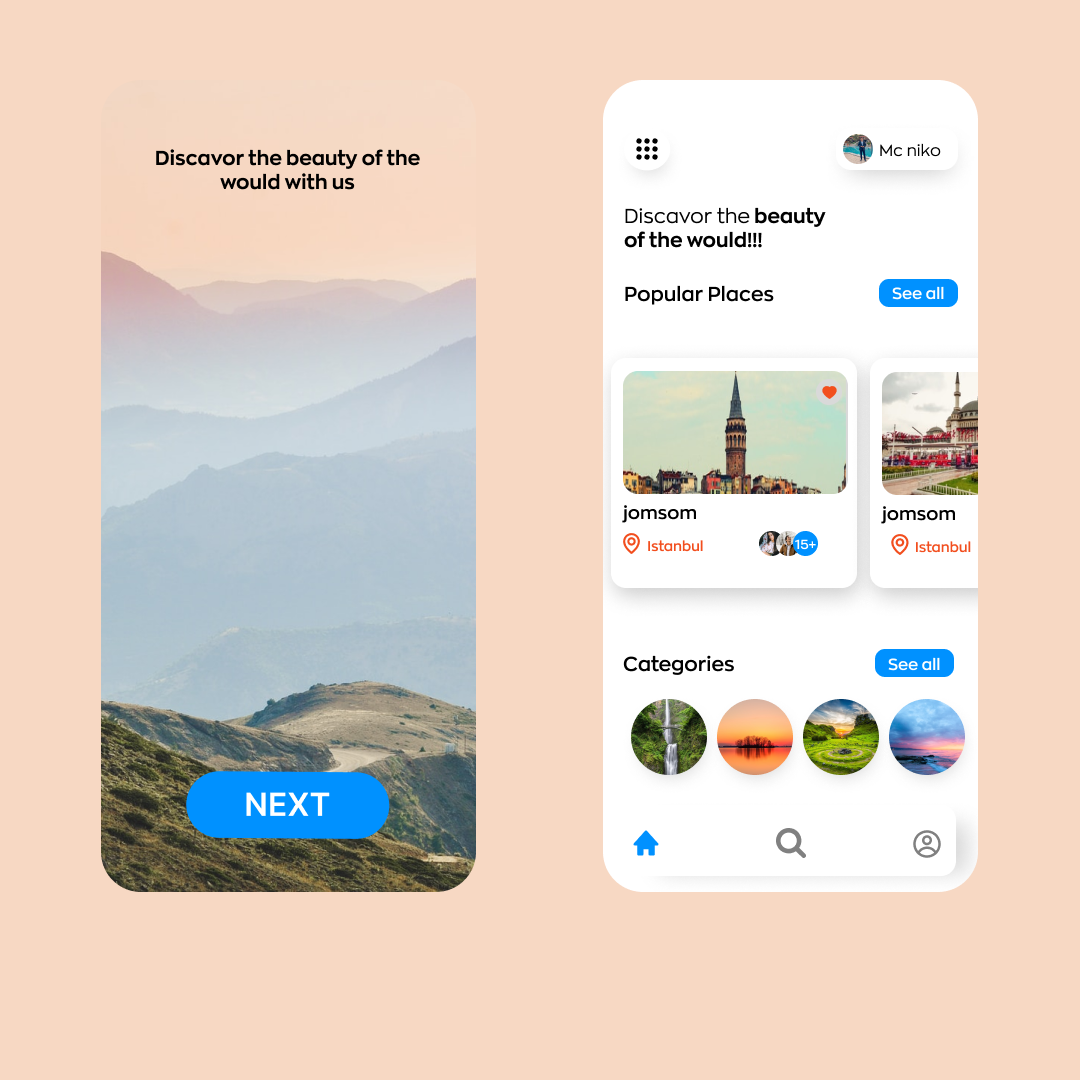 Discavor the beauty of the
would with us
NEXT
Mc niko
Discavor the beauty
of the would!!!
Popular Places
See all
jomsom
Istanbul
15+
jomsom
Istanbul
Categories
See all